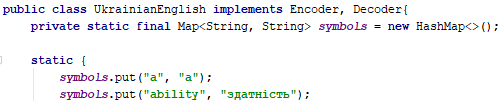 public class UkrainianEnglish implements Encoder, Decoder{
private static final Map<String, String> symbols = new HashMap<>();
static {
symbols.put("a", "а");
symbols.put("ability", "здатність");